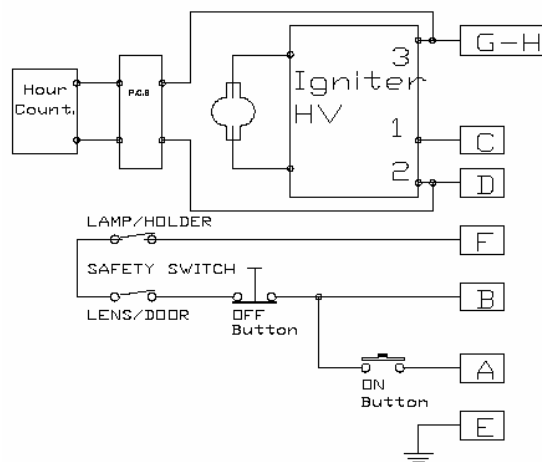 G-H
3
Igniter
HV
Hour
Count.
P.C.B
1
C
2
D
LAMP/HOLDER
F
SAFETY SWITCH
B
LENS/DOOR
OFF
Button
A
ON
Button
E